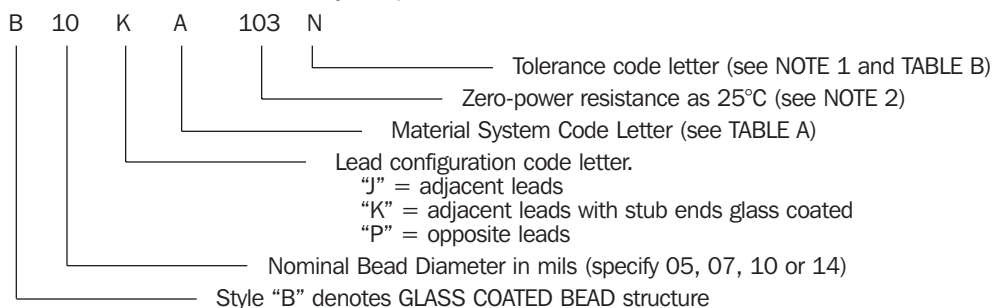 B 10 K A 103 N
Tolerance code letter (see NOTE 1 and TABLE B)
Zero-power resistance as 25°C (see NOTE 2)
Material System Code Letter (see TABLE A)
Lead configuration code letter.
“J” = adjacent leads
“K” = adjacent leads with stub ends glass coated
“P” = opposite leads
Nominal Bead Diameter in mils (specify 05, 07, 10 or 14)
Style “B” denotes GLASS COATED BEAD structure